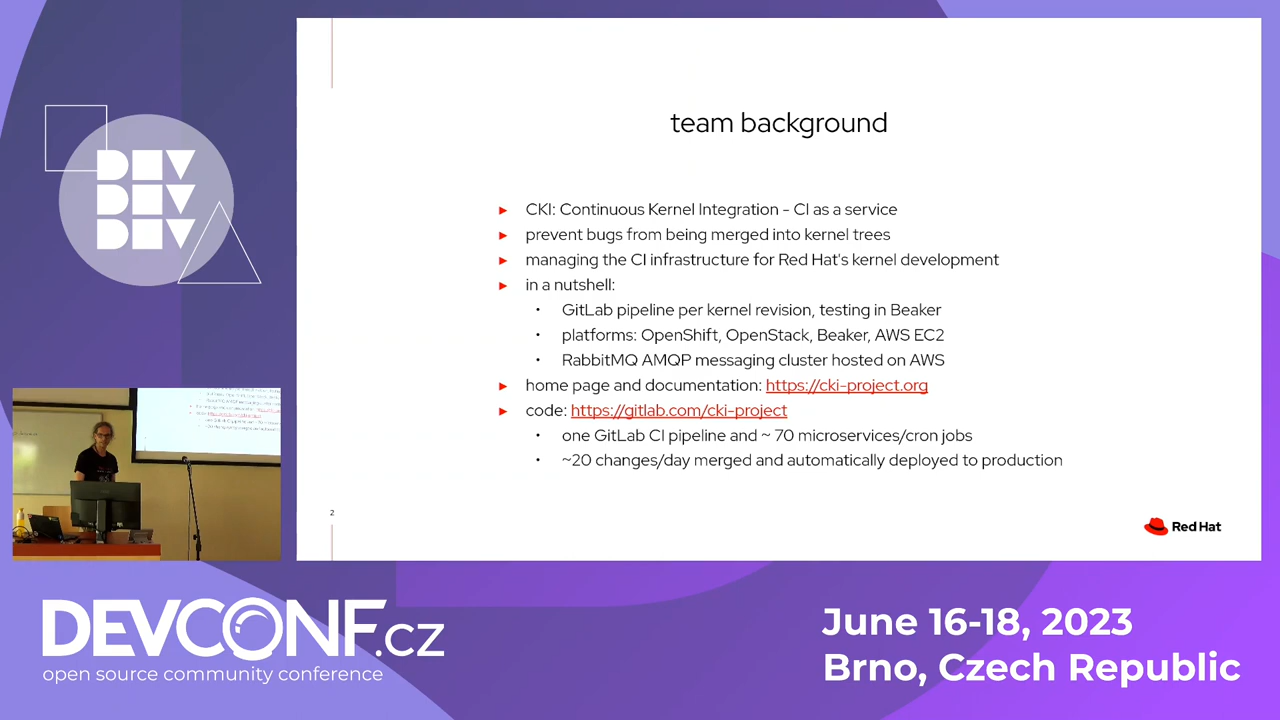 DEV
DEV
DEV
team background
► CKI: Continuous Kernel Integration - CI as a service
► prevent bugs from being merged into kernel trees
► managing the CI infrastructure for Red Hat's kernel development
► in a nutshell:
• GitLab pipeline per kernel revision, testing in Beaker
• platforms: OpenShift, OpenStack, Beaker, AWS EC2
• RabbitMQ AMQP messaging cluster hosted on AWS
► home page and documentation: https://cki-project.org
► code: https://gitlab.com/cki-project
• one GitLab CI pipeline and ~ 70 microservices/cron jobs
• ~20 changes/day merged and automatically deployed to production
2
Red Hat
DEVCONF.cz
open source community conference
June 16-18, 2023
Brno, Czech Republic